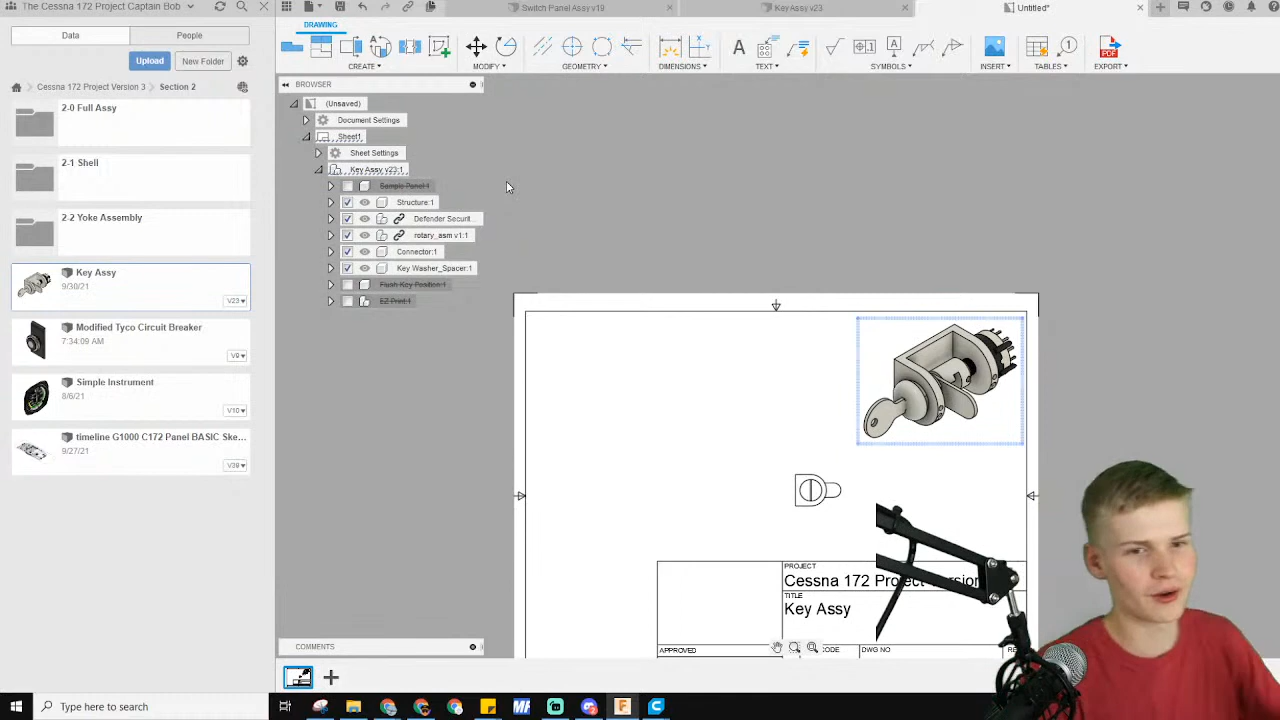 The Cessna 172 Project Captain Bob
Switch Panel Assy v19
Key Assy v23
Untitled*
Data
People
DRAWING
Upload
New Folder
CREATE
MODIFY
GEOMETRY
DIMENSIONS
TEXT
SYMBOLS
INSERT
TABLES
EXPORT
PDF
BROWSER
Cessna 172 Project Version 3
Section 2
(Unsaved)
Document Settings
Sheet1
Sheet Settings
Key Assy v23:1
Sample Panel:1
Structure:1
Defender Securit...
rotary_asm v1:1
Connector:1
Key Washer_Spacer:1
Flush Key Position:1
EZ Print:1
2-0 Full Assy
2-1 Shell
2-2 Yoke Assembly
Key Assy
9/30/21
V23
Modified Tyco Circuit Breaker
7:34:09 AM
V9
Simple Instrument
8/6/21
V10
timeline G1000 C172 Panel BASIC Ske...
9/27/21
V39
PROJECT
Cessna 172 Project Version
TITLE
Key Assy
APPROVED
CODE
DWG NO
RE
COMMENTS
Type here to search